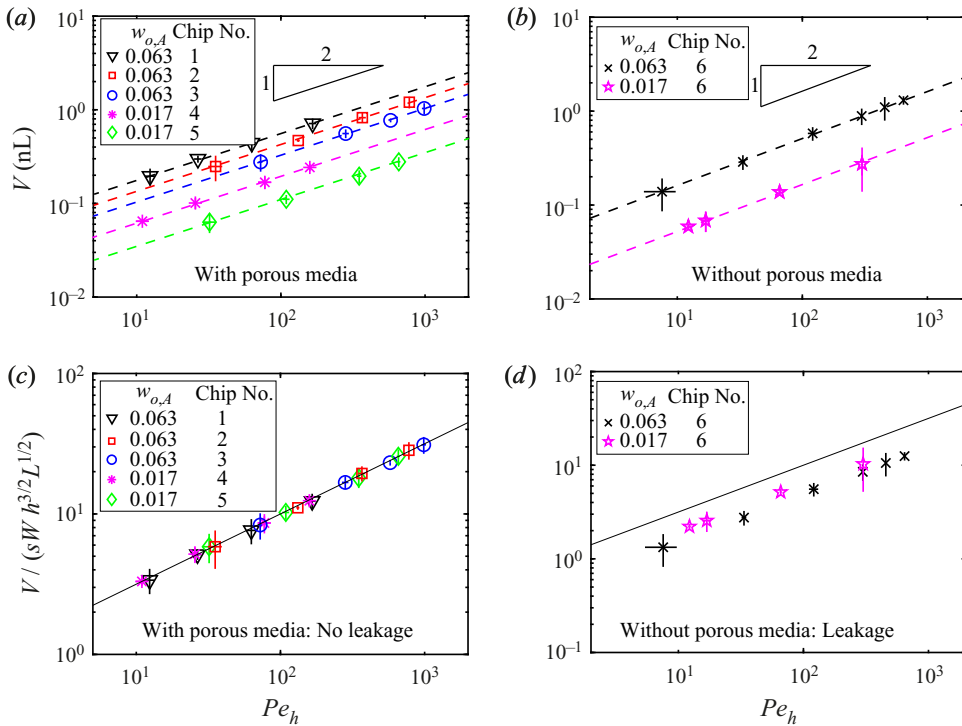 (a)
w_{o,A} Chip No.
0.063 1
0.063 2
0.063 3
0.017 4
0.017 5
2
1
10^1
10^0
10^{−1}
10^{−2}
V (nL)
With porous media
10^1 10^2 10^3
(b)
w_{o,A} Chip No.
0.063 6
0.017 6
2
1
10^1
10^0
10^{−1}
10^{−2}
Without porous media
10^1 10^2 10^3
(c)
w_{o,A} Chip No.
0.063 1
0.063 2
0.063 3
0.017 4
0.017 5
10^2
10^1
10^0
V / (sW h^{3/2}L^{1/2})
With porous media: No leakage
10^1 10^2 10^3
Pe_h
(d)
w_{o,A} Chip No.
0.063 6
0.017 6
10^2
10^1
10^0
10^{−1}
Without porous media: Leakage
10^1 10^2 10^3
Pe_h